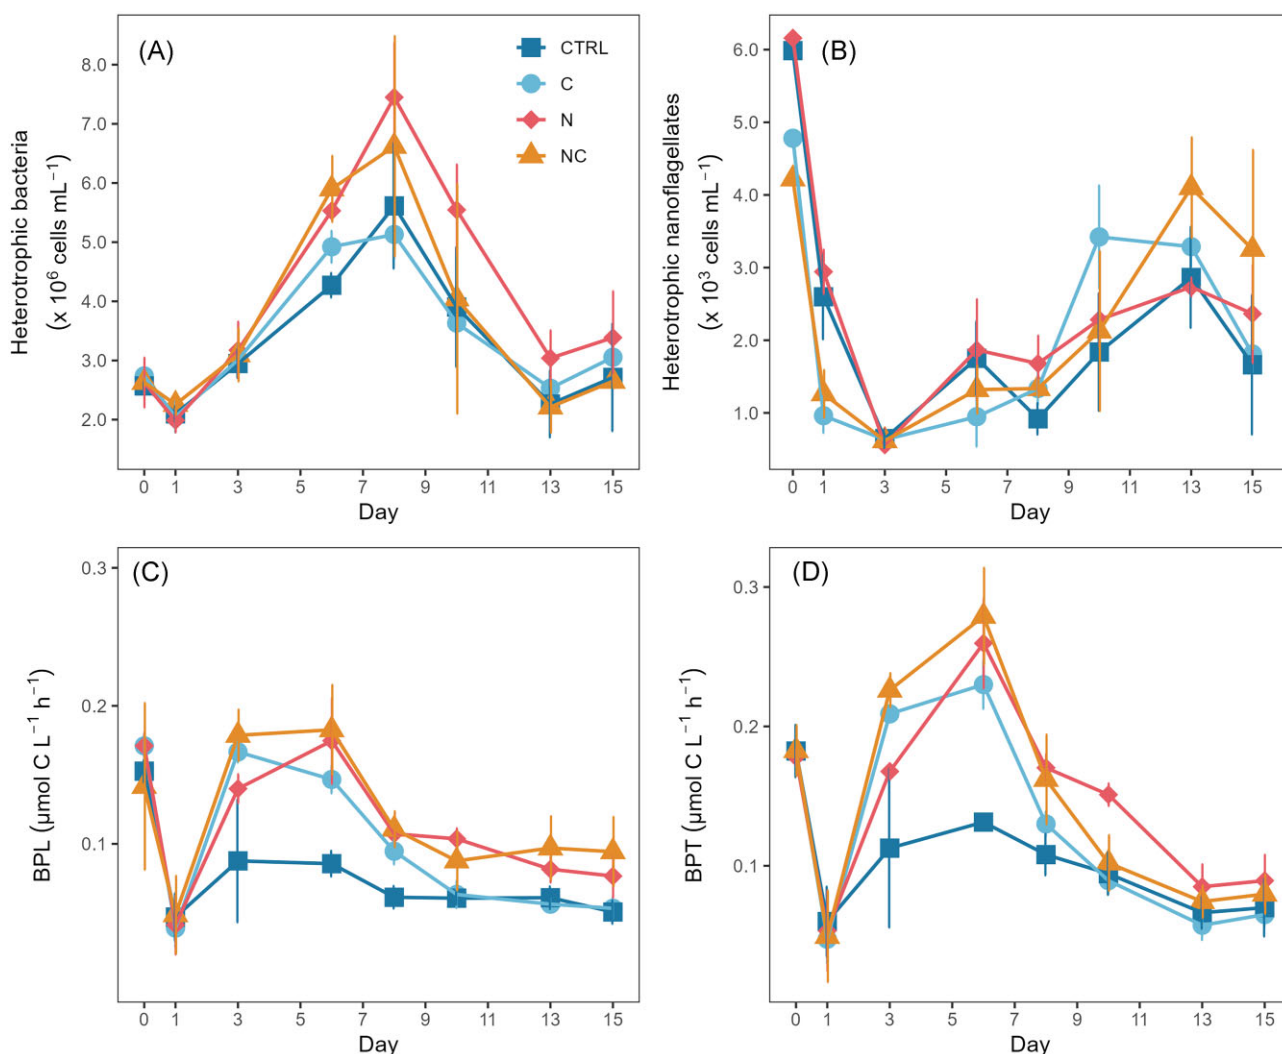 (A)
CTRL
C
N
NC
8.0
7.0
6.0
5.0
4.0
3.0
2.0
Heterotrophic bacteria
(x 10⁶ cells mL⁻¹)
0 1 3 5 7 9 11 13 15
Day
(B)
6.0
5.0
4.0
3.0
2.0
1.0
Heterotrophic nanoflagellates
(x 10³ cells mL⁻¹)
0 1 3 5 7 9 11 13 15
Day
(C)
0.3
0.2
0.1
BPL (µmol C L⁻¹ h⁻¹)
0 1 3 5 7 9 11 13 15
Day
(D)
0.3
0.2
0.1
BPT (µmol C L⁻¹ h⁻¹)
0 1 3 5 7 9 11 13 15
Day